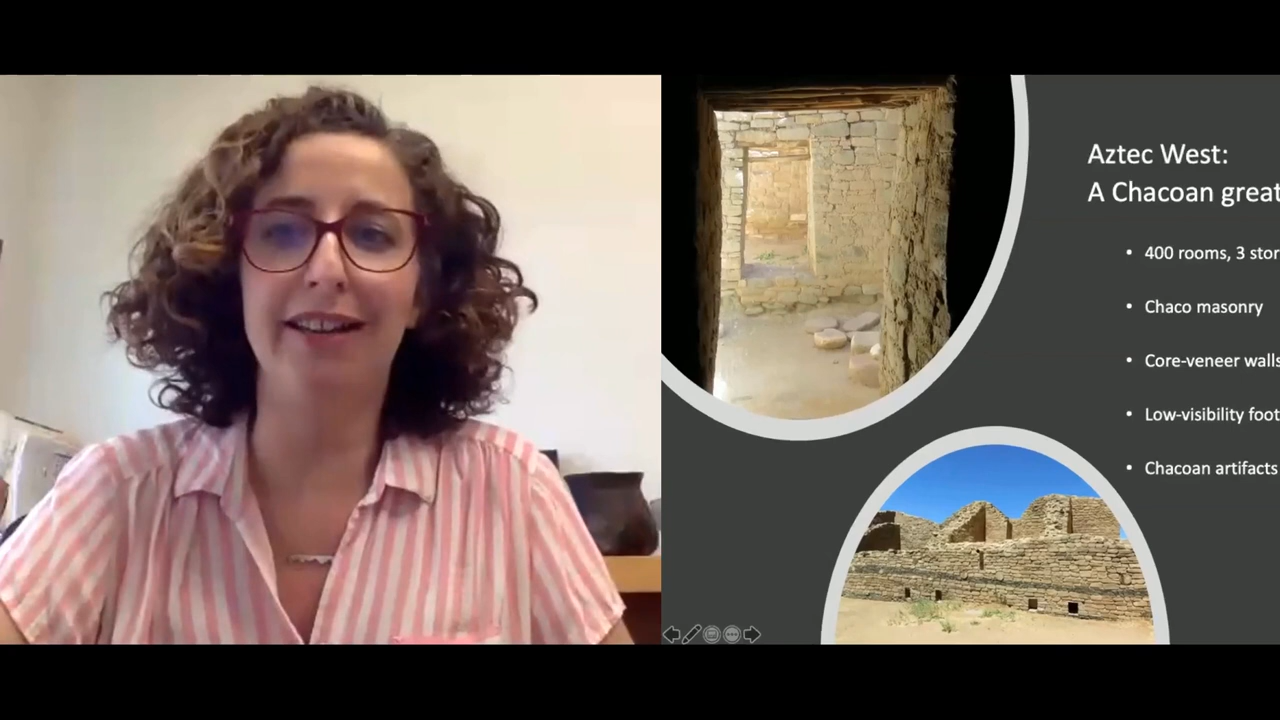 Aztec West:
A Chacoan great
400 rooms, 3 stor
Chaco masonry
Core-veneer walls
Low-visibility foot
Chacoan artifacts